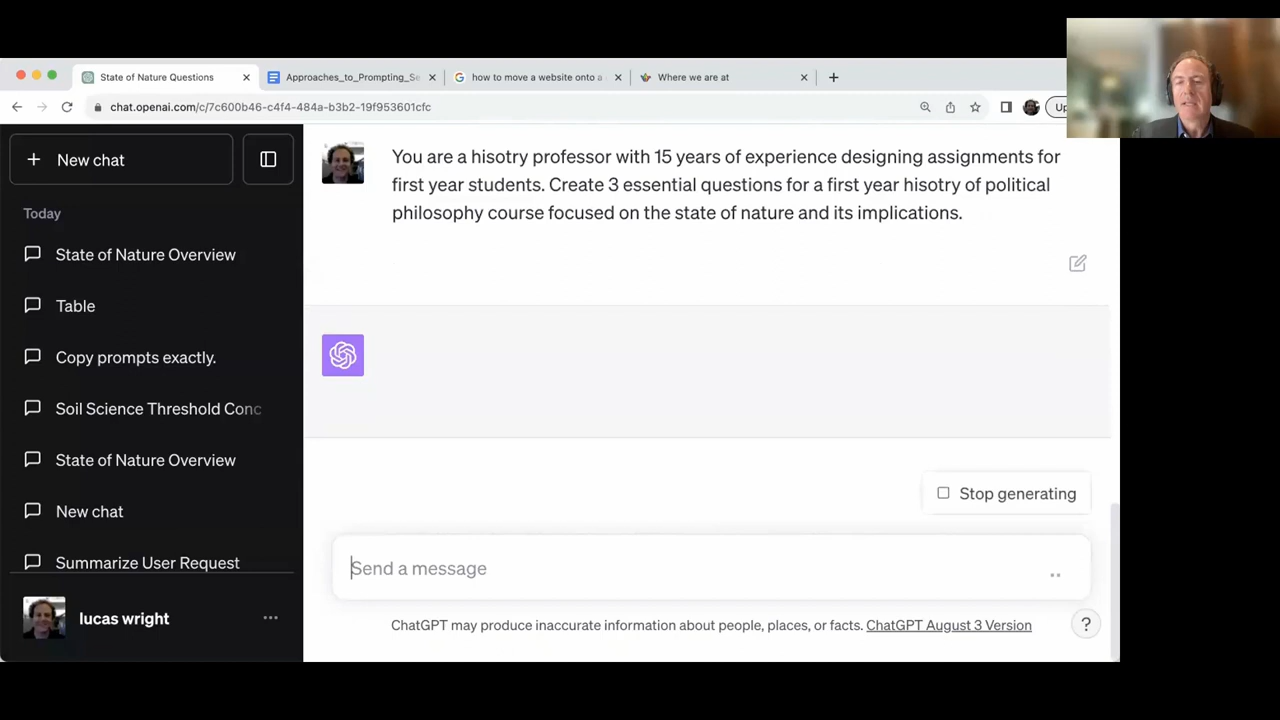 State of Nature Questions
Approaches_to_Prompting_Se
how to move a website onto a
Where we are at
chat.openai.com/c/7c600b46-c4f4-484a-b3b2-19f953601cfc
Up
New chat
Today
State of Nature Overview
Table
Copy prompts exactly.
Soil Science Threshold Conc
State of Nature Overview
New chat
Summarize User Request
lucas wright
You are a hisotry professor with 15 years of experience designing assignments for
first year students. Create 3 essential questions for a first year hisotry of political
philosophy course focused on the state of nature and its implications.
Stop generating
Send a message
ChatGPT may produce inaccurate information about people, places, or facts. ChatGPT August 3 Version
?